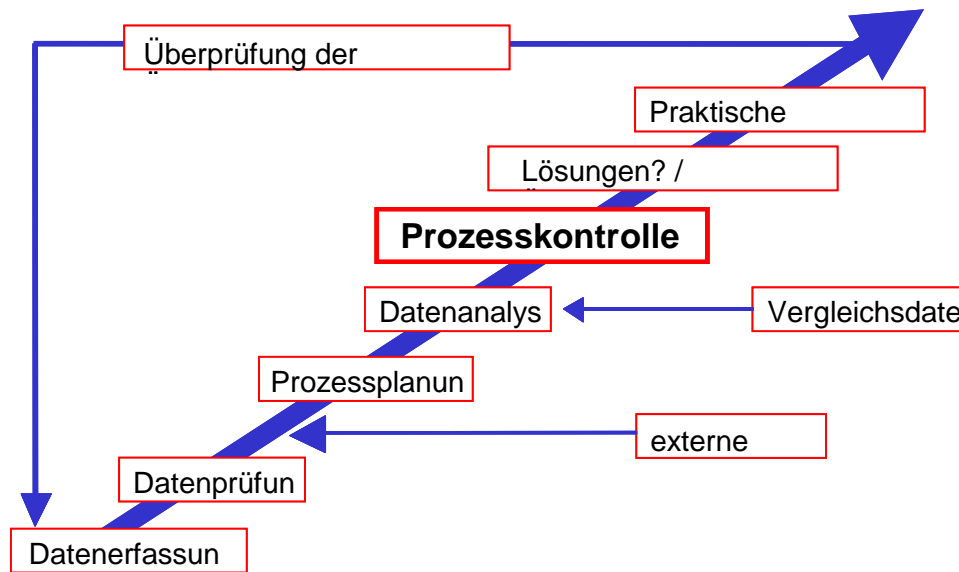 Überprüfung der
Praktische
Lösungen? /
Prozesskontrolle
Datenanalys
Vergleichsdate
Prozessplanun
externe
Datenprüfun
Datenerfassun